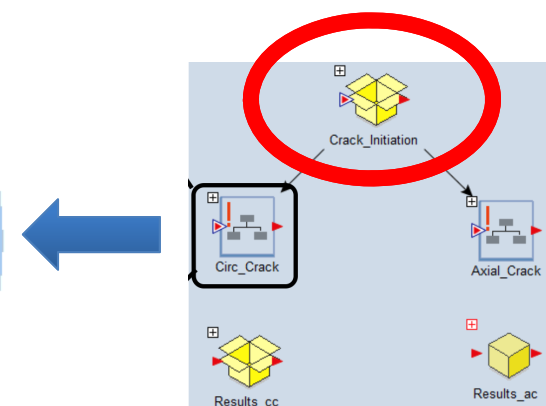 Crack_Initiation
Circ_Crack
Axial_Crack
Results_cc
Results_ac